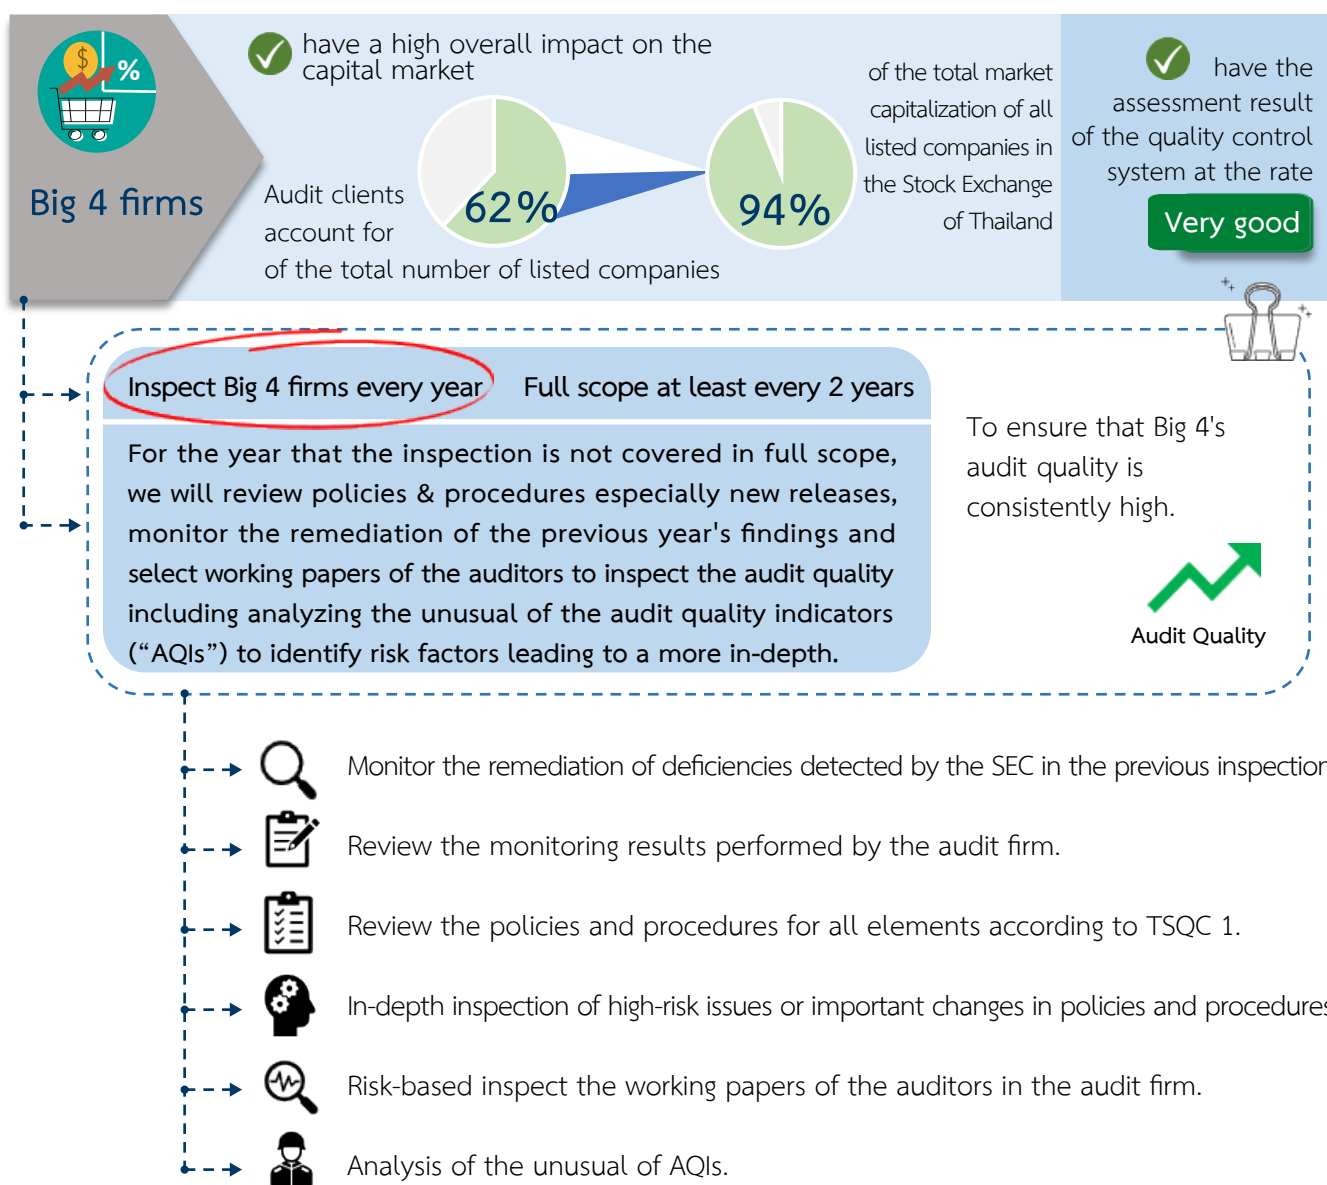 $
%
Big 4 firms
have a high overall impact on the
capital market
Audit clients
account for
62%
of the total number of listed companies
94%
of the total market
capitalization of all
listed companies in
the Stock Exchange
of Thailand
have the
assessment result
of the quality control
system at the rate
Very good
Inspect Big 4 firms every year
Full scope at least every 2 years
For the year that the inspection is not covered in full scope,
we will review policies & procedures especially new releases,
monitor the remediation of the previous year's findings and
select working papers of the auditors to inspect the audit quality
including analyzing the unusual of the audit quality indicators
(“AQIs”) to identify risk factors leading to a more in-depth.
To ensure that Big 4's
audit quality is
consistently high.
Audit Quality
Monitor the remediation of deficiencies detected by the SEC in the previous inspection
Review the monitoring results performed by the audit firm.
Review the policies and procedures for all elements according to TSQC 1.
In-depth inspection of high-risk issues or important changes in policies and procedures
Risk-based inspect the working papers of the auditors in the audit firm.
Analysis of the unusual of AQIs.